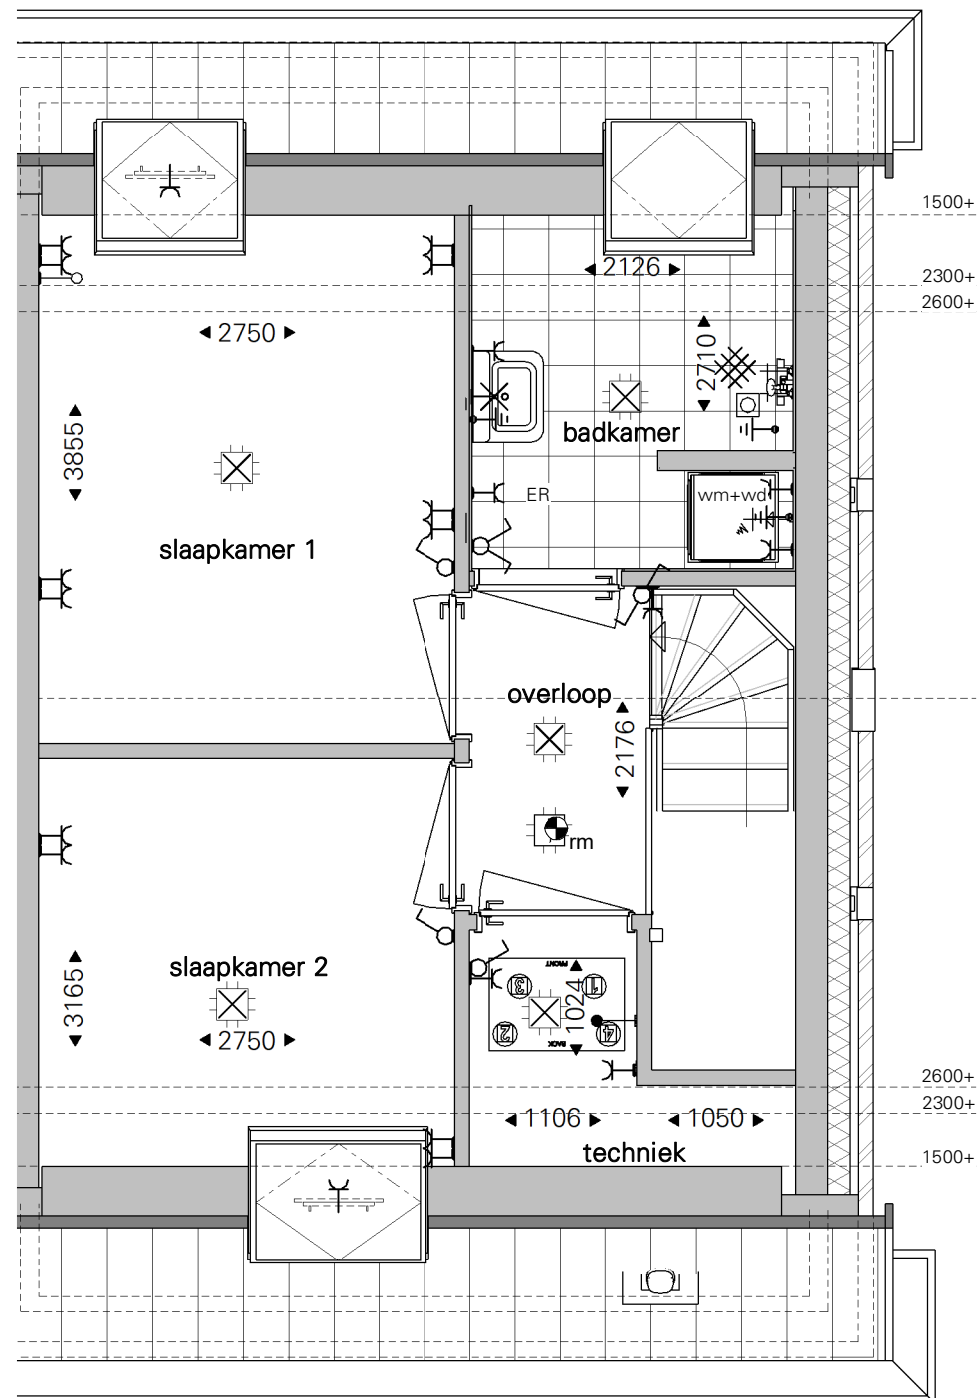 1500+
2126
2300+
2600+
2750
2710
3855
badkamer
ER
wm+wd
slaapkamer 1
overloop
2176
rm
slaapkamer 2
FRONT
3
1
1024
3165
2
4
BACK
2750
2600+
2300+
1106
1050
techniek
1500+